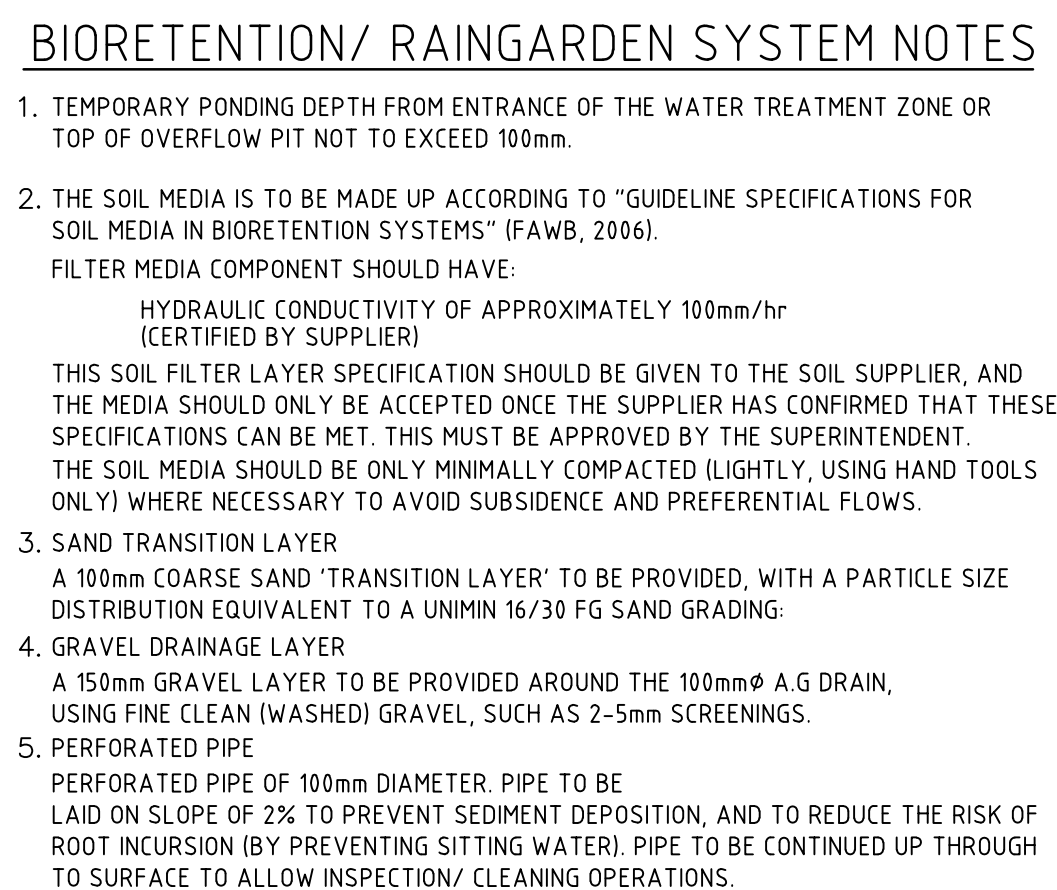 BIORETENTION/ RAINGARDEN SYSTEM NOTES
1. TEMPORARY PONDING DEPTH FROM ENTRANCE OF THE WATER TREATMENT ZONE OR
TOP OF OVERFLOW PIT NOT TO EXCEED 100mm.
2. THE SOIL MEDIA IS TO BE MADE UP ACCORDING TO "GUIDELINE SPECIFICATIONS FOR
SOIL MEDIA IN BIORETENTION SYSTEMS" (FAWB, 2006).
FILTER MEDIA COMPONENT SHOULD HAVE:
HYDRAULIC CONDUCTIVITY OF APPROXIMATELY 100mm/hr
(CERTIFIED BY SUPPLIER)
THIS SOIL FILTER LAYER SPECIFICATION SHOULD BE GIVEN TO THE SOIL SUPPLIER, AND
THE MEDIA SHOULD ONLY BE ACCEPTED ONCE THE SUPPLIER HAS CONFIRMED THAT THESE
SPECIFICATIONS CAN BE MET. THIS MUST BE APPROVED BY THE SUPERINTENDENT.
THE SOIL MEDIA SHOULD BE ONLY MINIMALLY COMPACTED (LIGHTLY, USING HAND TOOLS
ONLY) WHERE NECESSARY TO AVOID SUBSIDENCE AND PREFERENTIAL FLOWS.
3. SAND TRANSITION LAYER
A 100mm COARSE SAND 'TRANSITION LAYER' TO BE PROVIDED, WITH A PARTICLE SIZE
DISTRIBUTION EQUIVALENT TO A UNIMIN 16/30 FG SAND GRADING:
4. GRAVEL DRAINAGE LAYER
A 150mm GRAVEL LAYER TO BE PROVIDED AROUND THE 100mmØ A.G DRAIN,
USING FINE CLEAN (WASHED) GRAVEL, SUCH AS 2-5mm SCREENINGS.
5. PERFORATED PIPE
PERFORATED PIPE OF 100mm DIAMETER. PIPE TO BE
LAID ON SLOPE OF 2% TO PREVENT SEDIMENT DEPOSITION, AND TO REDUCE THE RISK OF
ROOT INCURSION (BY PREVENTING SITTING WATER). PIPE TO BE CONTINUED UP THROUGH
TO SURFACE TO ALLOW INSPECTION/ CLEANING OPERATIONS.